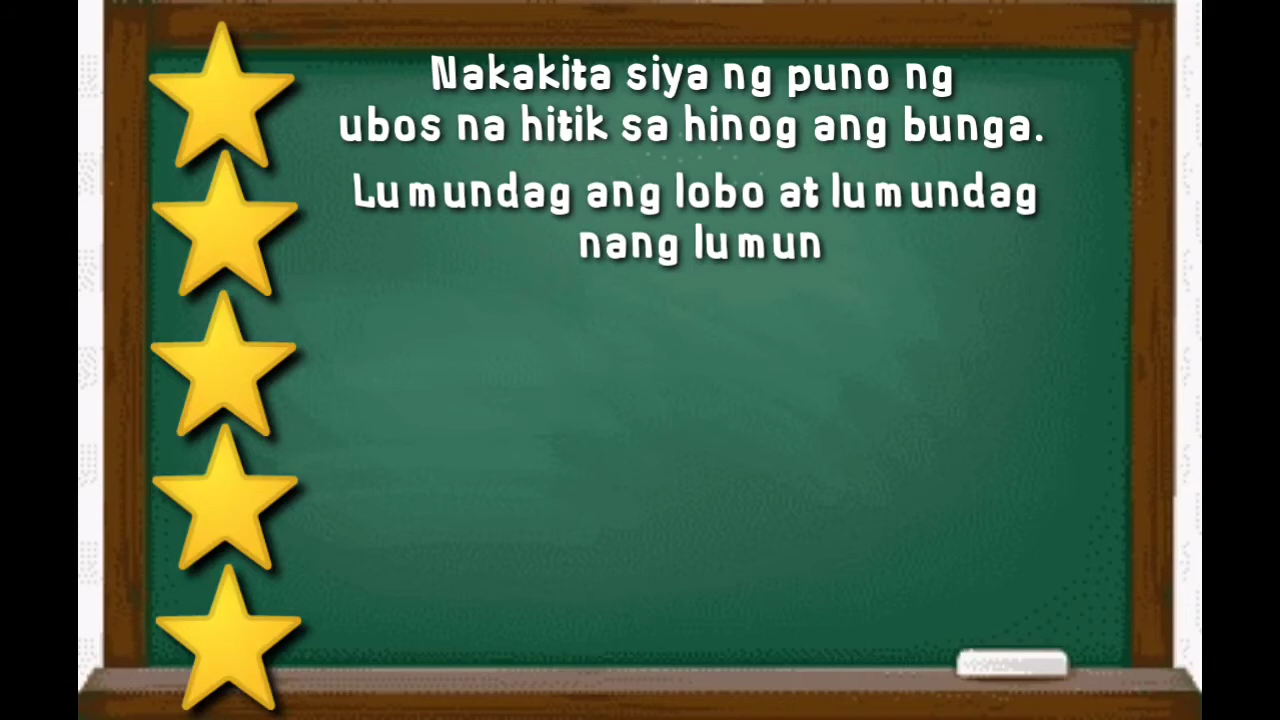 Nakakita siya ng puno ng
ubos na hitik sa hinog ang bunga.
Lumundag ang lobo at lumundag
nang lumun